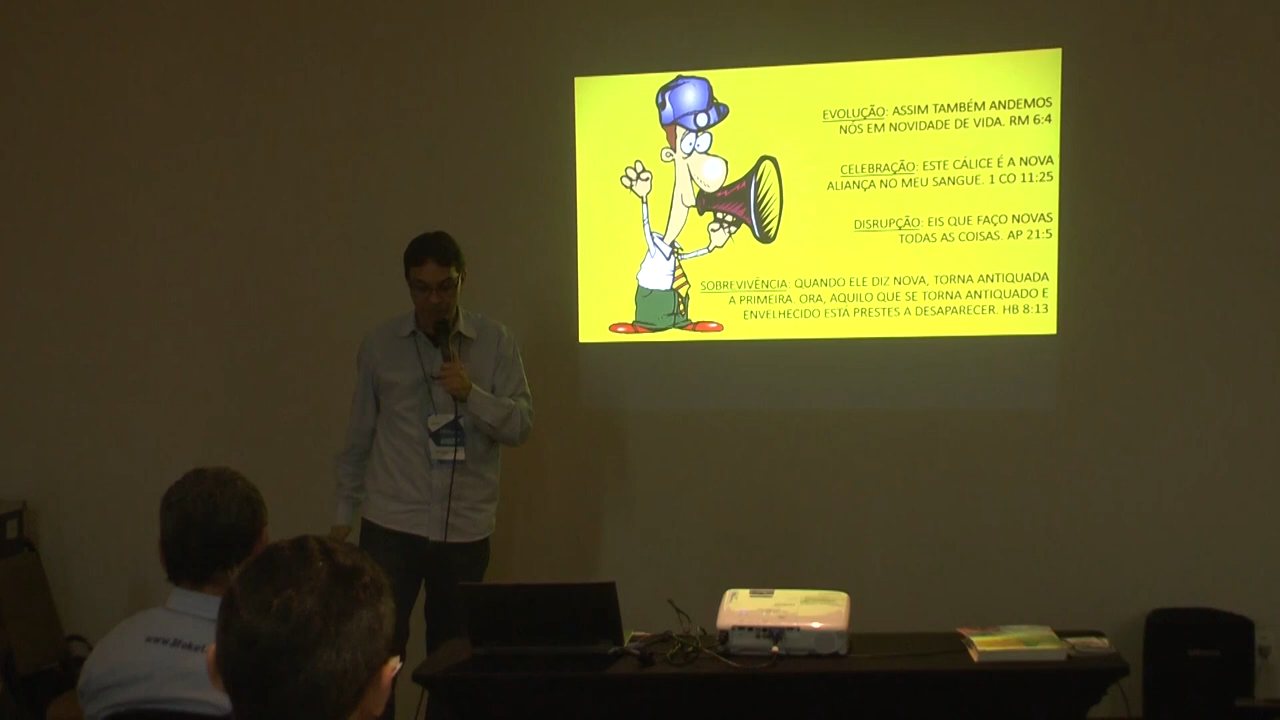 EVOLUÇÃO: ASSIM TAMBÉM ANDEMOS
NÓS EM NOVIDADE DE VIDA. RM 6:4
CELEBRAÇÃO: ESTE CÁLICE É A NOVA
ALIANÇA NO MEU SANGUE. 1 CO 11:25
DISRUPÇÃO: EIS QUE FAÇO NOVAS
TODAS AS COISAS. AP 21:5
SOBREVIVÊNCIA: QUANDO ELE DIZ NOVA, TORNA ANTIQUADA
A PRIMEIRA. ORA, AQUILO QUE SE TORNA ANTIQUADO E
ENVELHECIDO ESTÁ PRESTES A DESAPARECER. HB 8:13